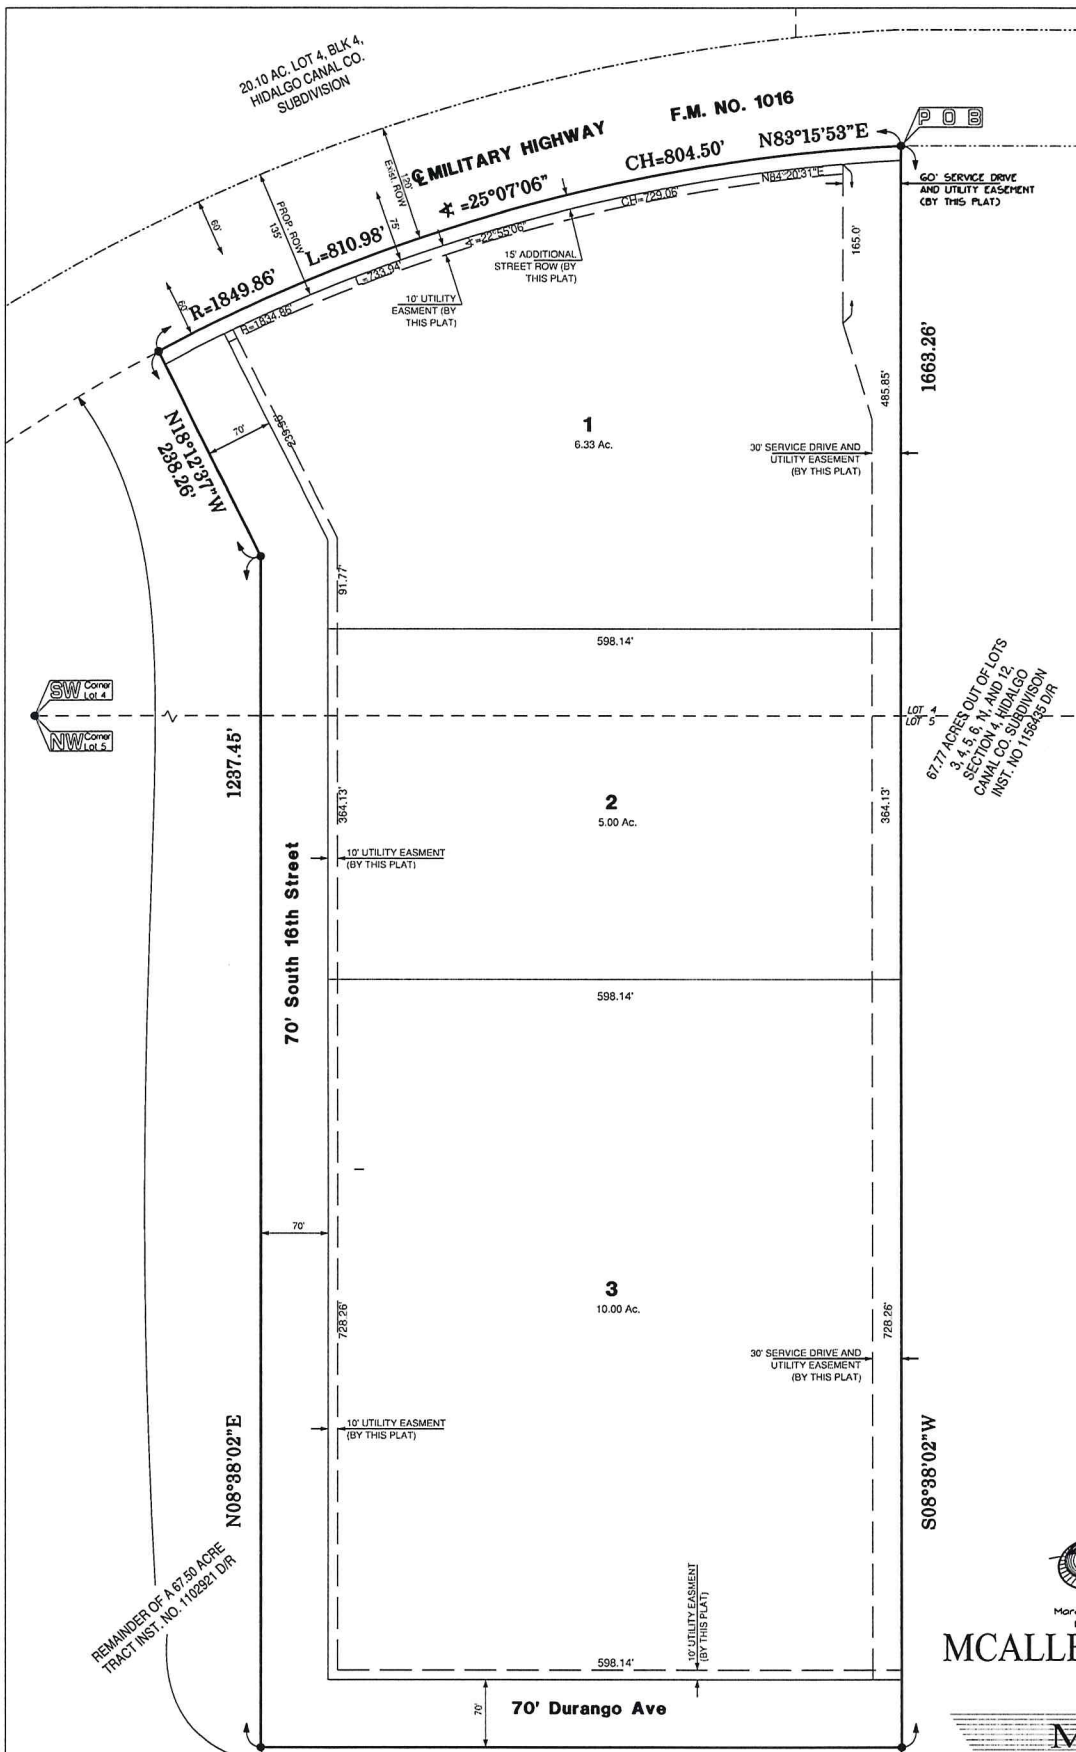 20.10 AC. LOT 4, BLK 4,
HIDALGO CANAL CO.
SUBDIVISION
F.M. NO. 1016
℄ MILITARY HIGHWAY
N83°15'53"E
CH=804.50'
∡ =25°07'06"
L=810.98'
R=1849.86'
P O B
60' SERVICE DRIVE
AND UTILITY EASEMENT
(BY THIS PLAT)
120'
Exist. ROW
PROP. ROW
135'
75'
60'
60'
N84°20'31"E
CH=729.06'
∡=22°55'06"
L=733.94'
R=1834.86'
15' ADDITIONAL
STREET ROW (BY
THIS PLAT)
10' UTILITY
EASMENT (BY
THIS PLAT)
165.0'
1663.26'
485.85'
N18°12'37"W
238.26'
70'
239.96
1
6.33 Ac.
30' SERVICE DRIVE AND
UTILITY EASEMENT
(BY THIS PLAT)
91.77'
598.14'
SW Corner
Lot 4
NW Corner
Lot 5
LOT 4
LOT 5
67.77 ACRES OUT OF LOTS
3, 4, 5, 6, 11, AND 12,
SECTION 4, HIDALGO
CANAL CO. SUBDIVISON
INST. NO 1156435 D/R
1237.45'
364.13'
2
5.00 Ac.
364.13'
10' UTILITY EASMENT
(BY THIS PLAT)
70' South 16th Street
598.14'
70'
3
10.00 Ac.
728.26'
728.26'
30' SERVICE DRIVE AND
UTILITY EASEMENT
(BY THIS PLAT)
10' UTILITY EASMENT
(BY THIS PLAT)
N08°38'02"E
S08°38'02"W
REMAINDER OF A 67.50 ACRE
TRACT INST. NO. 1102921 D/R
10' UTILITY EASMENT
(BY THIS PLAT)
598.14'
70'
70' Durango Ave
MCALLE
M